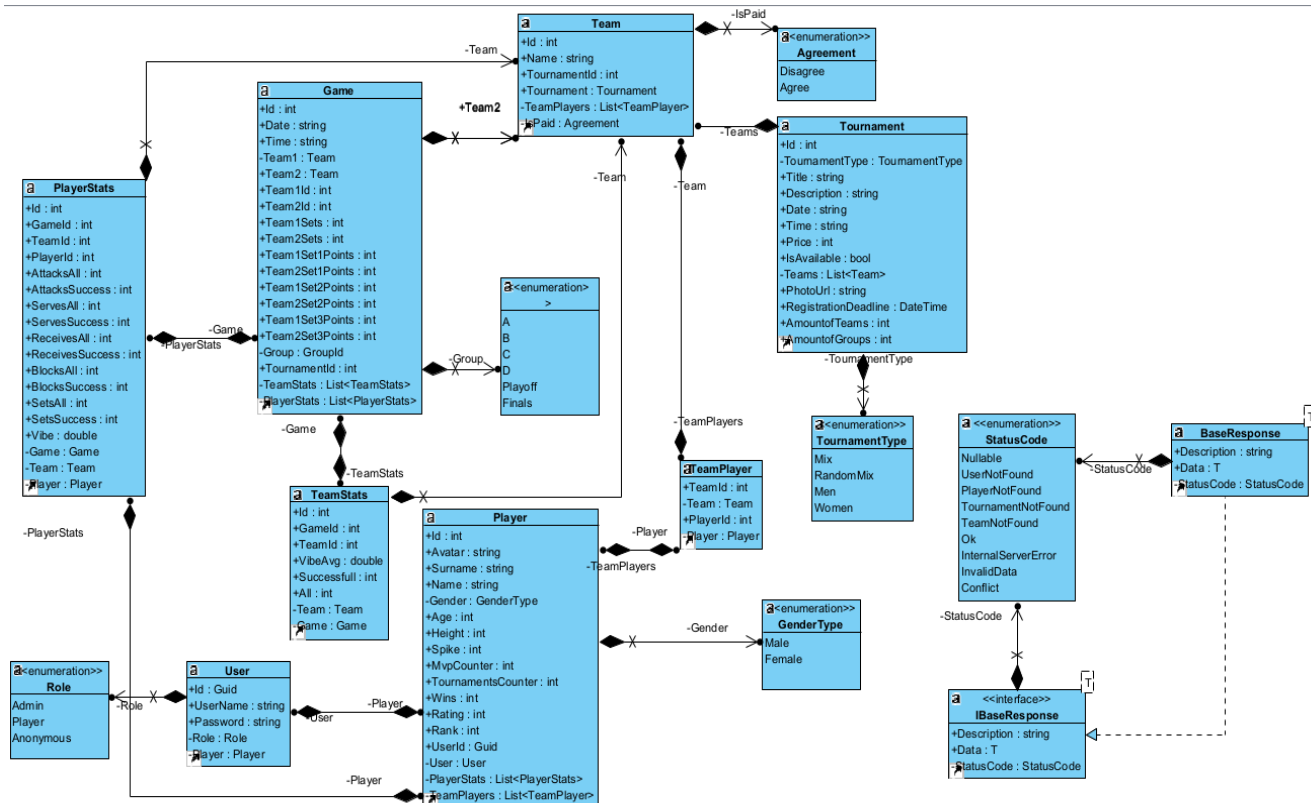 Team
+Id : int
+Name : string
+TournamentId : int
+Tournament : Tournament
-TeamPlayers : List<TeamPlayer>
-IsPaid : Agreement
-IsPaid
<enumeration>>
Agreement
Disagree
Agree
-Team
+Team2
Game
+Id : int
+Date : string
+Time : string
-Team1 : Team
+Team2 : Team
+Team1Id : int
+Team2Id : int
+Team1Sets : int
+Team2Sets : int
+Team1Set1Points : int
+Team2Set1Points : int
+Team1Set2Points : int
+Team2Set2Points : int
+Team1Set3Points : int
+Team2Set3Points : int
-Group : GroupId
+TournamentId : int
-TeamStats : List<TeamStats>
-PlayerStats : List<PlayerStats>
-Teams
Tournament
+Id : int
-TournamentType : TournamentType
+Title : string
+Description : string
+Date : string
+Time : string
+Price : int
+IsAvailable : bool
-Teams : List<Team>
+PhotoUrl : string
+RegistrationDeadline : DateTime
+AmountofTeams : int
+AmountofGroups : int
-Team
-Team
PlayerStats
+Id : int
+GameId : int
+TeamId : int
+PlayerId : int
+AttacksAll : int
+AttacksSuccess : int
+ServesAll : int
+ServesSuccess : int
+ReceivesAll : int
+ReceivesSuccess : int
+BlocksAll : int
+BlocksSuccess : int
+SetsAll : int
+SetsSuccess : int
+Vibe : double
-Game : Game
-Team : Team
-Player : Player
-Game
-PlayerStats
<enumeration>
>
A
B
C
D
Playoff
Finals
-Group
-TournamentType
<enumeration>>
TournamentType
Mix
RandomMix
Men
Women
-Game
-TeamStats
-TeamPlayers
TeamPlayer
+TeamId : int
-Team : Team
+PlayerId : int
-Player : Player
<<enumeration>>
StatusCode
Nullable
UserNotFound
PlayerNotFound
TournamentNotFound
TeamNotFound
Ok
InternalServerError
InvalidData
Conflict
-StatusCode
T
BaseResponse
+Description : string
+Data : T
-StatusCode : StatusCode
TeamStats
+Id : int
+GameId : int
+TeamId : int
+VibeAvg : double
+Successfull : int
+All : int
-Team : Team
-Game : Game
-PlayerStats
Player
+Id : int
+Avatar : string
+Surname : string
+Name : string
-Gender : GenderType
+Age : int
+Height : int
+Spike : int
+MvpCounter : int
+TournamentsCounter : int
+Wins : int
+Rating : int
+Rank : int
+UserId : Guid
-User : User
-PlayerStats : List<PlayerStats>
-TeamPlayers : List<TeamPlayer>
-Player
-TeamPlayers
-Gender
<enumeration>>
GenderType
Male
Female
-StatusCode
T
<<interface>>
IBaseResponse
+Description : string
+Data : T
-StatusCode : StatusCode
<enumeration>>
Role
Admin
Player
Anonymous
-Role
User
+Id : Guid
+UserName : string
+Password : string
-Role : Role
-Player : Player
-User
-Player
-Player